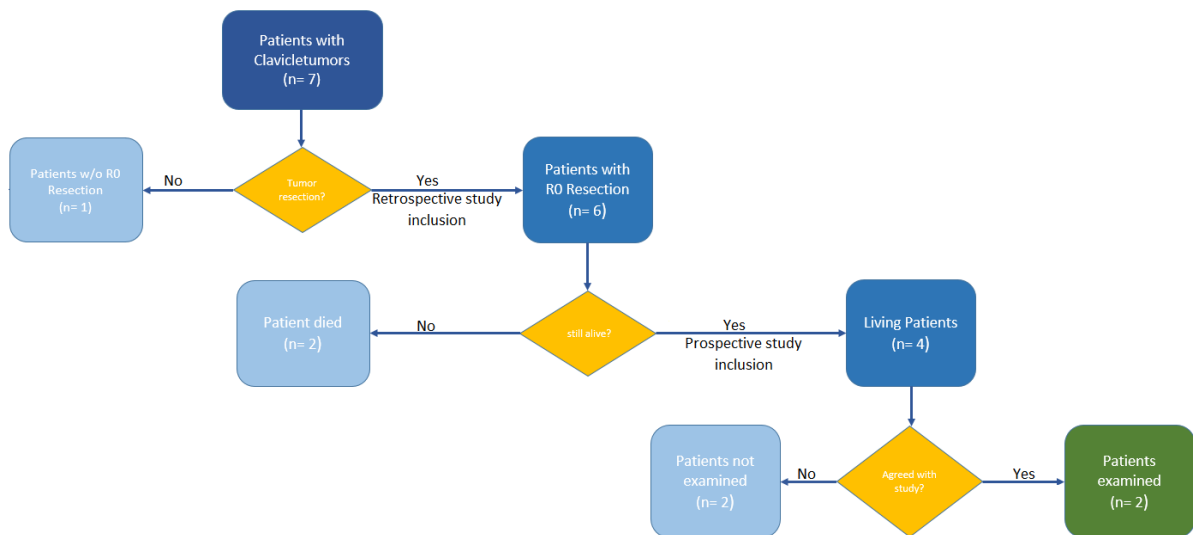 Patients with
Clavicletumors
(n= 7)
Patients w/o R0
Resection
(n= 1)
No
Tumor
resection?
Yes
Retrospective study
inclusion
Patients with
R0 Resection
(n= 6)
Patient died
(n= 2)
No
still alive?
Yes
Prospective study
inclusion
Living Patients
(n= 4)
Patients not
examined
(n= 2)
No
Agreed with
study?
Yes
Patients
examined
(n= 2)